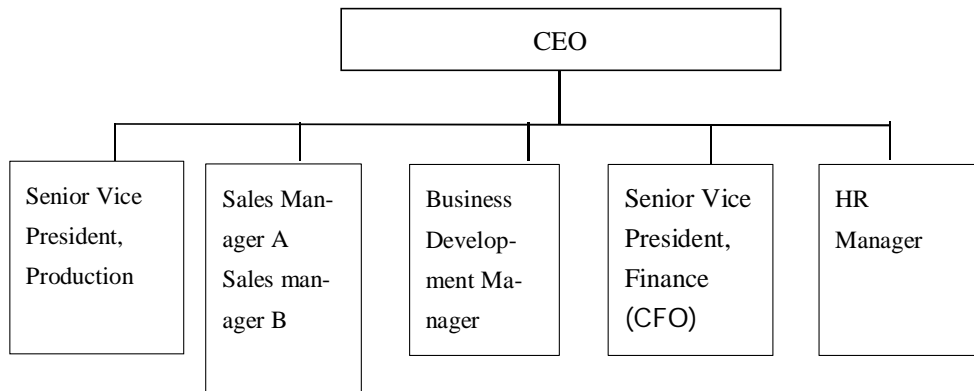 CEO
Senior Vice
President,
Production
Sales Man-
ager A
Sales man-
ager B
Business
Develop-
ment Ma-
nager
Senior Vice
President,
Finance
(CFO)
HR
Manager